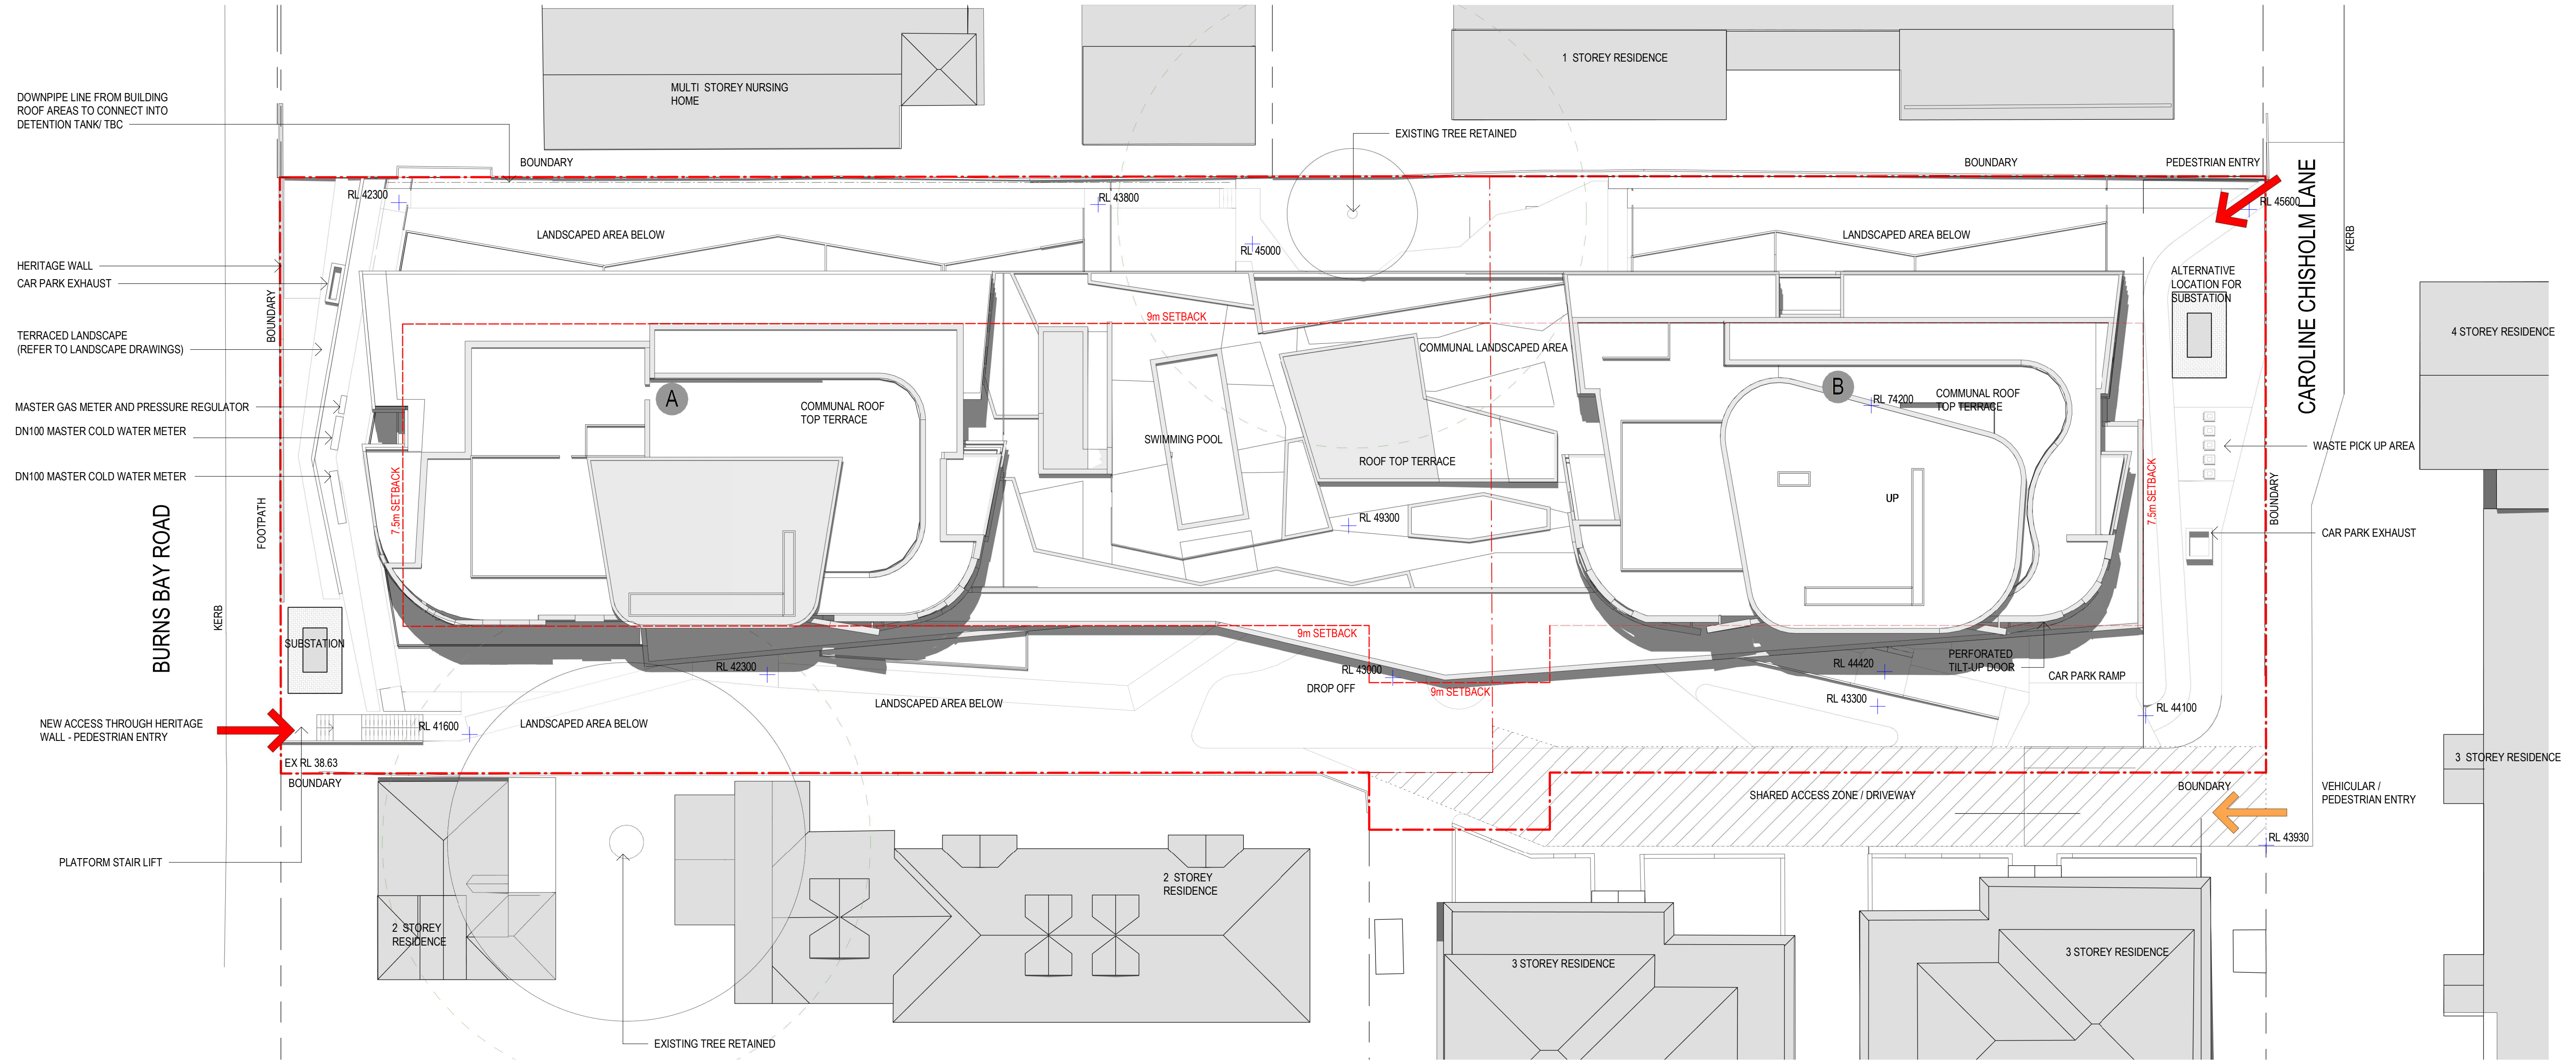 MULTI STOREY NURSING
HOME
1 STOREY RESIDENCE
DOWNPIPE LINE FROM BUILDING
ROOF AREAS TO CONNECT INTO
DETENTION TANK/ TBC
EXISTING TREE RETAINED
BOUNDARY
BOUNDARY
PEDESTRIAN ENTRY
RL 42300
RL 43800
RL 45600
CAROLINE CHISHOLM LANE
KERB
LANDSCAPED AREA BELOW
RL 45000
LANDSCAPED AREA BELOW
HERITAGE WALL
CAR PARK EXHAUST
ALTERNATIVE
LOCATION FOR
SUBSTATION
BOUNDARY
9m SETBACK
TERRACED LANDSCAPE
(REFER TO LANDSCAPE DRAWINGS)
COMMUNAL LANDSCAPED AREA
4 STOREY RESIDENCE
A
B
MASTER GAS METER AND PRESSURE REGULATOR
COMMUNAL ROOF
TOP TERRACE
RL 74200
COMMUNAL ROOF
TOP TERRACE
DN100 MASTER COLD WATER METER
SWIMMING POOL
WASTE PICK UP AREA
ROOF TOP TERRACE
DN100 MASTER COLD WATER METER
7.5m SETBACK
7.5m SETBACK
UP
BOUNDARY
FOOTPATH
RL 49300
CAR PARK EXHAUST
BURNS BAY ROAD
KERB
SUBSTATION
9m SETBACK
RL 42300
RL 43000
DROP OFF
9m SETBACK
RL 44420
PERFORATED
TILT-UP DOOR
CAR PARK RAMP
RL 43300
RL 44100
LANDSCAPED AREA BELOW
NEW ACCESS THROUGH HERITAGE
WALL - PEDESTRIAN ENTRY
RL 41600
LANDSCAPED AREA BELOW
EX RL 38.63
BOUNDARY
3 STOREY RESIDENCE
SHARED ACCESS ZONE / DRIVEWAY
BOUNDARY
VEHICULAR /
PEDESTRIAN ENTRY
RL 43930
PLATFORM STAIR LIFT
2 STOREY
RESIDENCE
2 STOREY
RESIDENCE
3 STOREY RESIDENCE
3 STOREY RESIDENCE
EXISTING TREE RETAINED